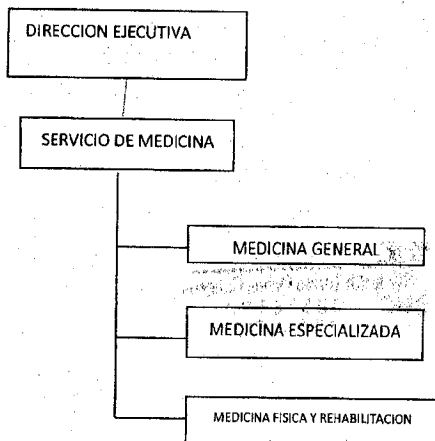 DIRECCION EJECUTIVA
SERVICIO DE MEDICINA
MEDICINA GENERAL
MEDICINA ESPECIALIZADA
MEDICINA FISICA Y REHABILITACION